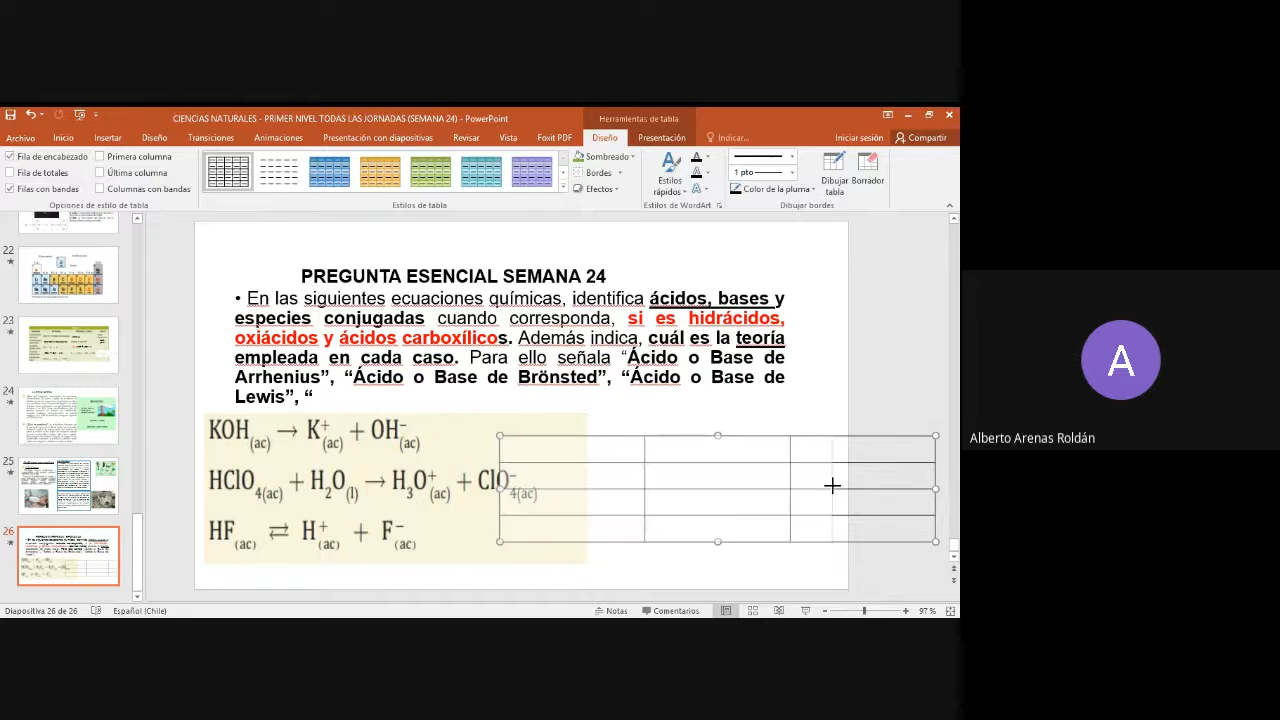 CIENCIAS NATURALES - PRIMER NIVEL TODAS LAS JORNADAS (SEMANA 24) - PowerPoint
Herramientas de tabla
Archivo Inicio Insertar Diseño Transiciones Animaciones Presentación con diapositivas Revisar Vista Foxit PDF Diseño Presentación Indicar... Iniciar sesión Compartir
Fila de encabezado Primera columna
Fila de totales Última columna
Filas con bandas Columnas con bandas
Opciones de estilo de tabla
Estilos de tabla
Sombreado
Bordes
Efectos
Estilos rápidos
Estilos de WordArt
1 pto
Color de la pluma
Dibujar tabla
Borrador
Dibujar bordes
22
23
24
25
26
PREGUNTA ESENCIAL SEMANA 24
• En las siguientes ecuaciones químicas, identifica ácidos, bases y
especies conjugadas cuando corresponda, si es hidrácidos,
oxiácidos y ácidos carboxílicos. Además indica, cuál es la teoría
empleada en cada caso. Para ello señala “Ácido o Base de
Arrhenius”, “Ácido o Base de Brönsted”, “Ácido o Base de
Lewis”, “
KOH(ac) → K+(ac) + OH−(ac)
HClO4(ac) + H2O(l) → H3O+(ac) + ClO−4(ac)
HF(ac) ⇄ H+(ac) + F−(ac)
A
Alberto Arenas Roldán
Diapositiva 26 de 26 Español (Chile) Notas Comentarios 97 %